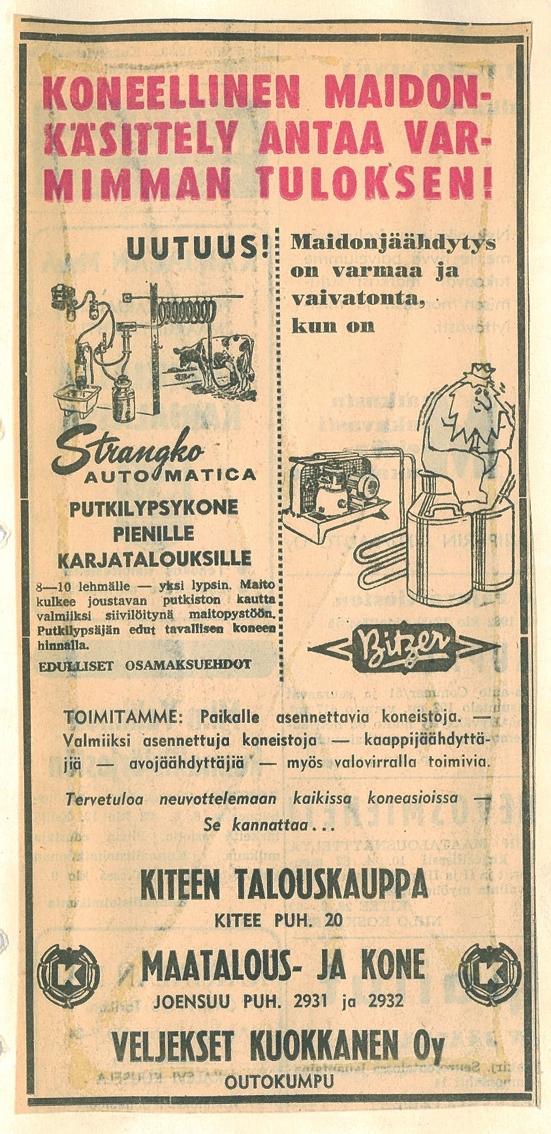 KONEELLINEN MAIDON-
KÄSITTELY ANTAA VAR-
MIMMAN TULOKSEN!
UUTUUS!
Strangko
AUTOMATICA
PUTKILYPSYKONE
PIENILLE
KARJATALOUKSILLE
8—10 lehmälle — yksi lypsin. Maito
kulkee joustavan putkiston kautta
valmiiksi siivilöitynä maitopystöön.
Putkilypsäjän edut tavallisen koneen
hinnalla.
EDULLISET OSAMAKSUEHDOT
Maidonjäähdytys
on varmaa ja
vaivatonta,
kun on
Bitzer
TOIMITAMME: Paikalle asennettavia koneistoja. —
Valmiiksi asennettuja koneistoja — kaappijäähdyttä-
jiä — avojäähdyttäjiä — myös valovirralla toimivia.
Tervetuloa neuvottelemaan kaikissa koneasioissa —
Se kannattaa...
KITEEN TALOUSKAUPPA
KITEE PUH. 20
K
MAATALOUS- JA KONE
K
JOENSUU PUH. 2931 ja 2932
VELJEKSET KUOKKANEN Oy
OUTOKUMPU